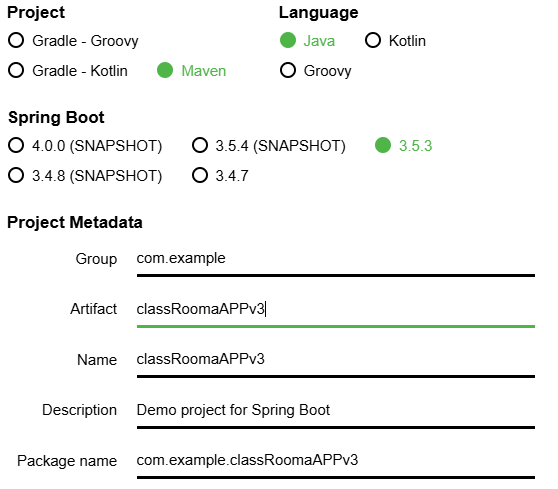 Project Language
Gradle - Groovy Java Kotlin
Gradle - Kotlin Maven Groovy
Spring Boot
4.0.0 (SNAPSHOT) 3.5.4 (SNAPSHOT) 3.5.3
3.4.8 (SNAPSHOT) 3.4.7
Project Metadata
Group com.example
Artifact classRoomaAPPv3
Name classRoomaAPPv3
Description Demo project for Spring Boot
Package name com.example.classRoomaAPPv3